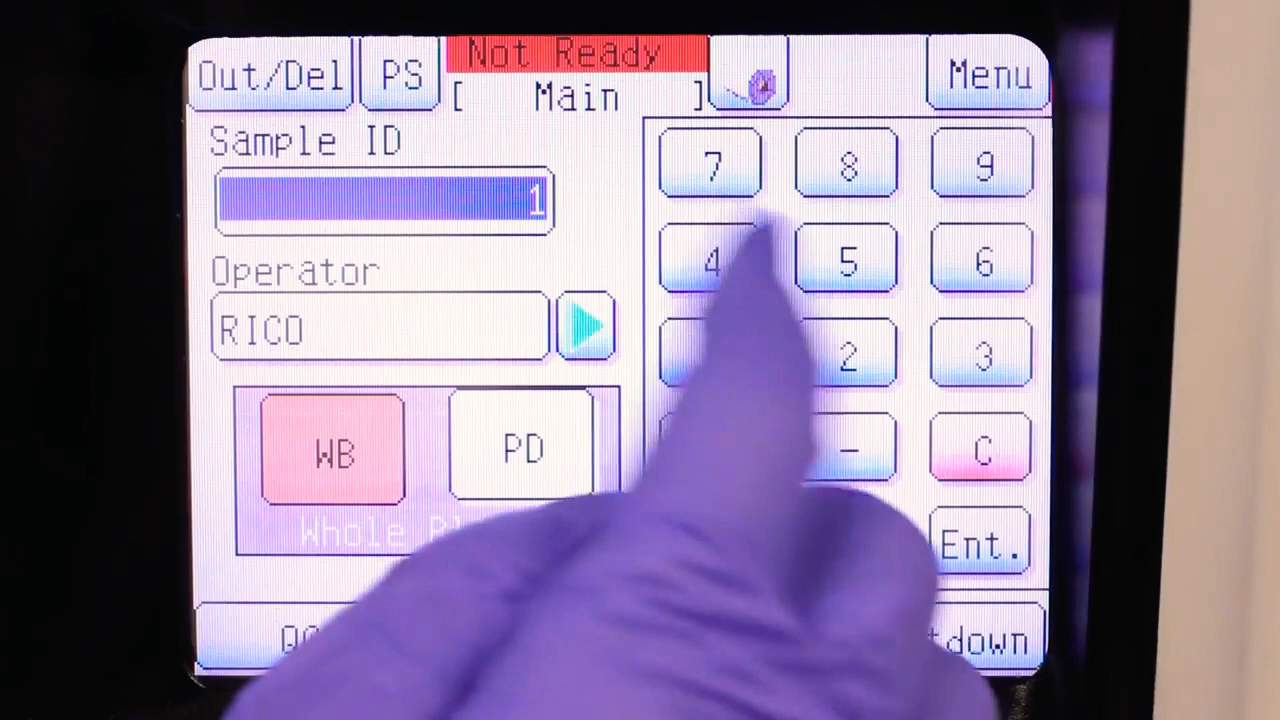 Not Ready
Out/Del PS [ Main ] Menu
Sample ID
1
Operator
RICO
WB PD
Whole
7 8 9
4 5 6
2 3
- C
Ent.